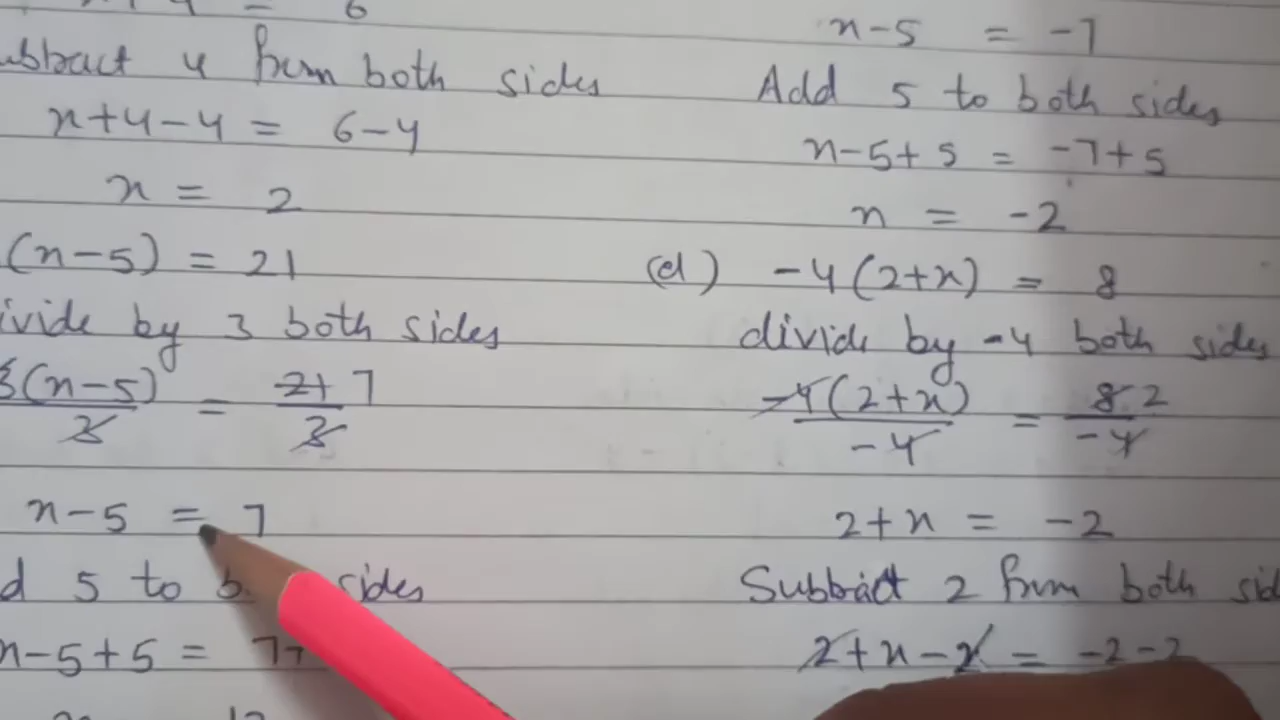 6
n-5 = -7
Subtract 4 from both sides
Add 5 to both sides
x+4-4 = 6-4
n-5+5 = -7+5
x = 2
n = -2
(n-5) = 21
(d) -4(2+x) = 8
divide by 3 both sides
divide by -4 both sides
3(n-5)/3 = 21/3 7
-4(2+x)/-4 = 8/-4 2
n-5 = 7
2+x = -2
d 5 to b sides
Subtract 2 from both sid
n-5+5 = 7+
2+x-2 = -2-2